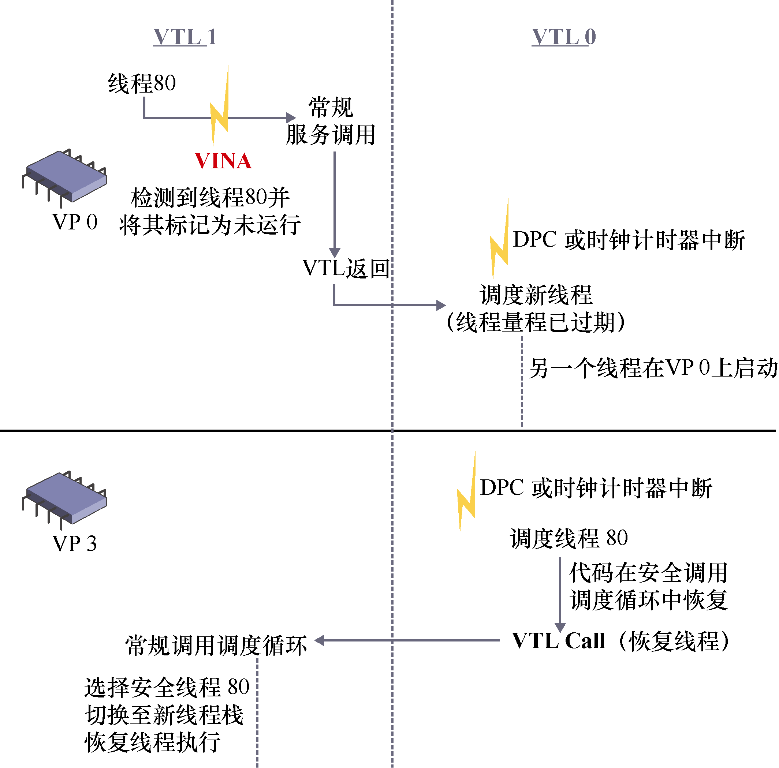 VTL 1
VTL 0
线程80
常规
服务调用
VINA
VP 0
检测到线程80并
将其标记为未运行
DPC 或时钟计时器中断
VTL返回
调度新线程
(线程量程已过期)
另一个线程在VP 0上启动
DPC 或时钟计时器中断
VP 3
调度线程 80
代码在安全调用
调度循环中恢复
VTL Call（恢复线程）
常规调用调度循环
选择安全线程 80
切换至新线程栈
恢复线程执行